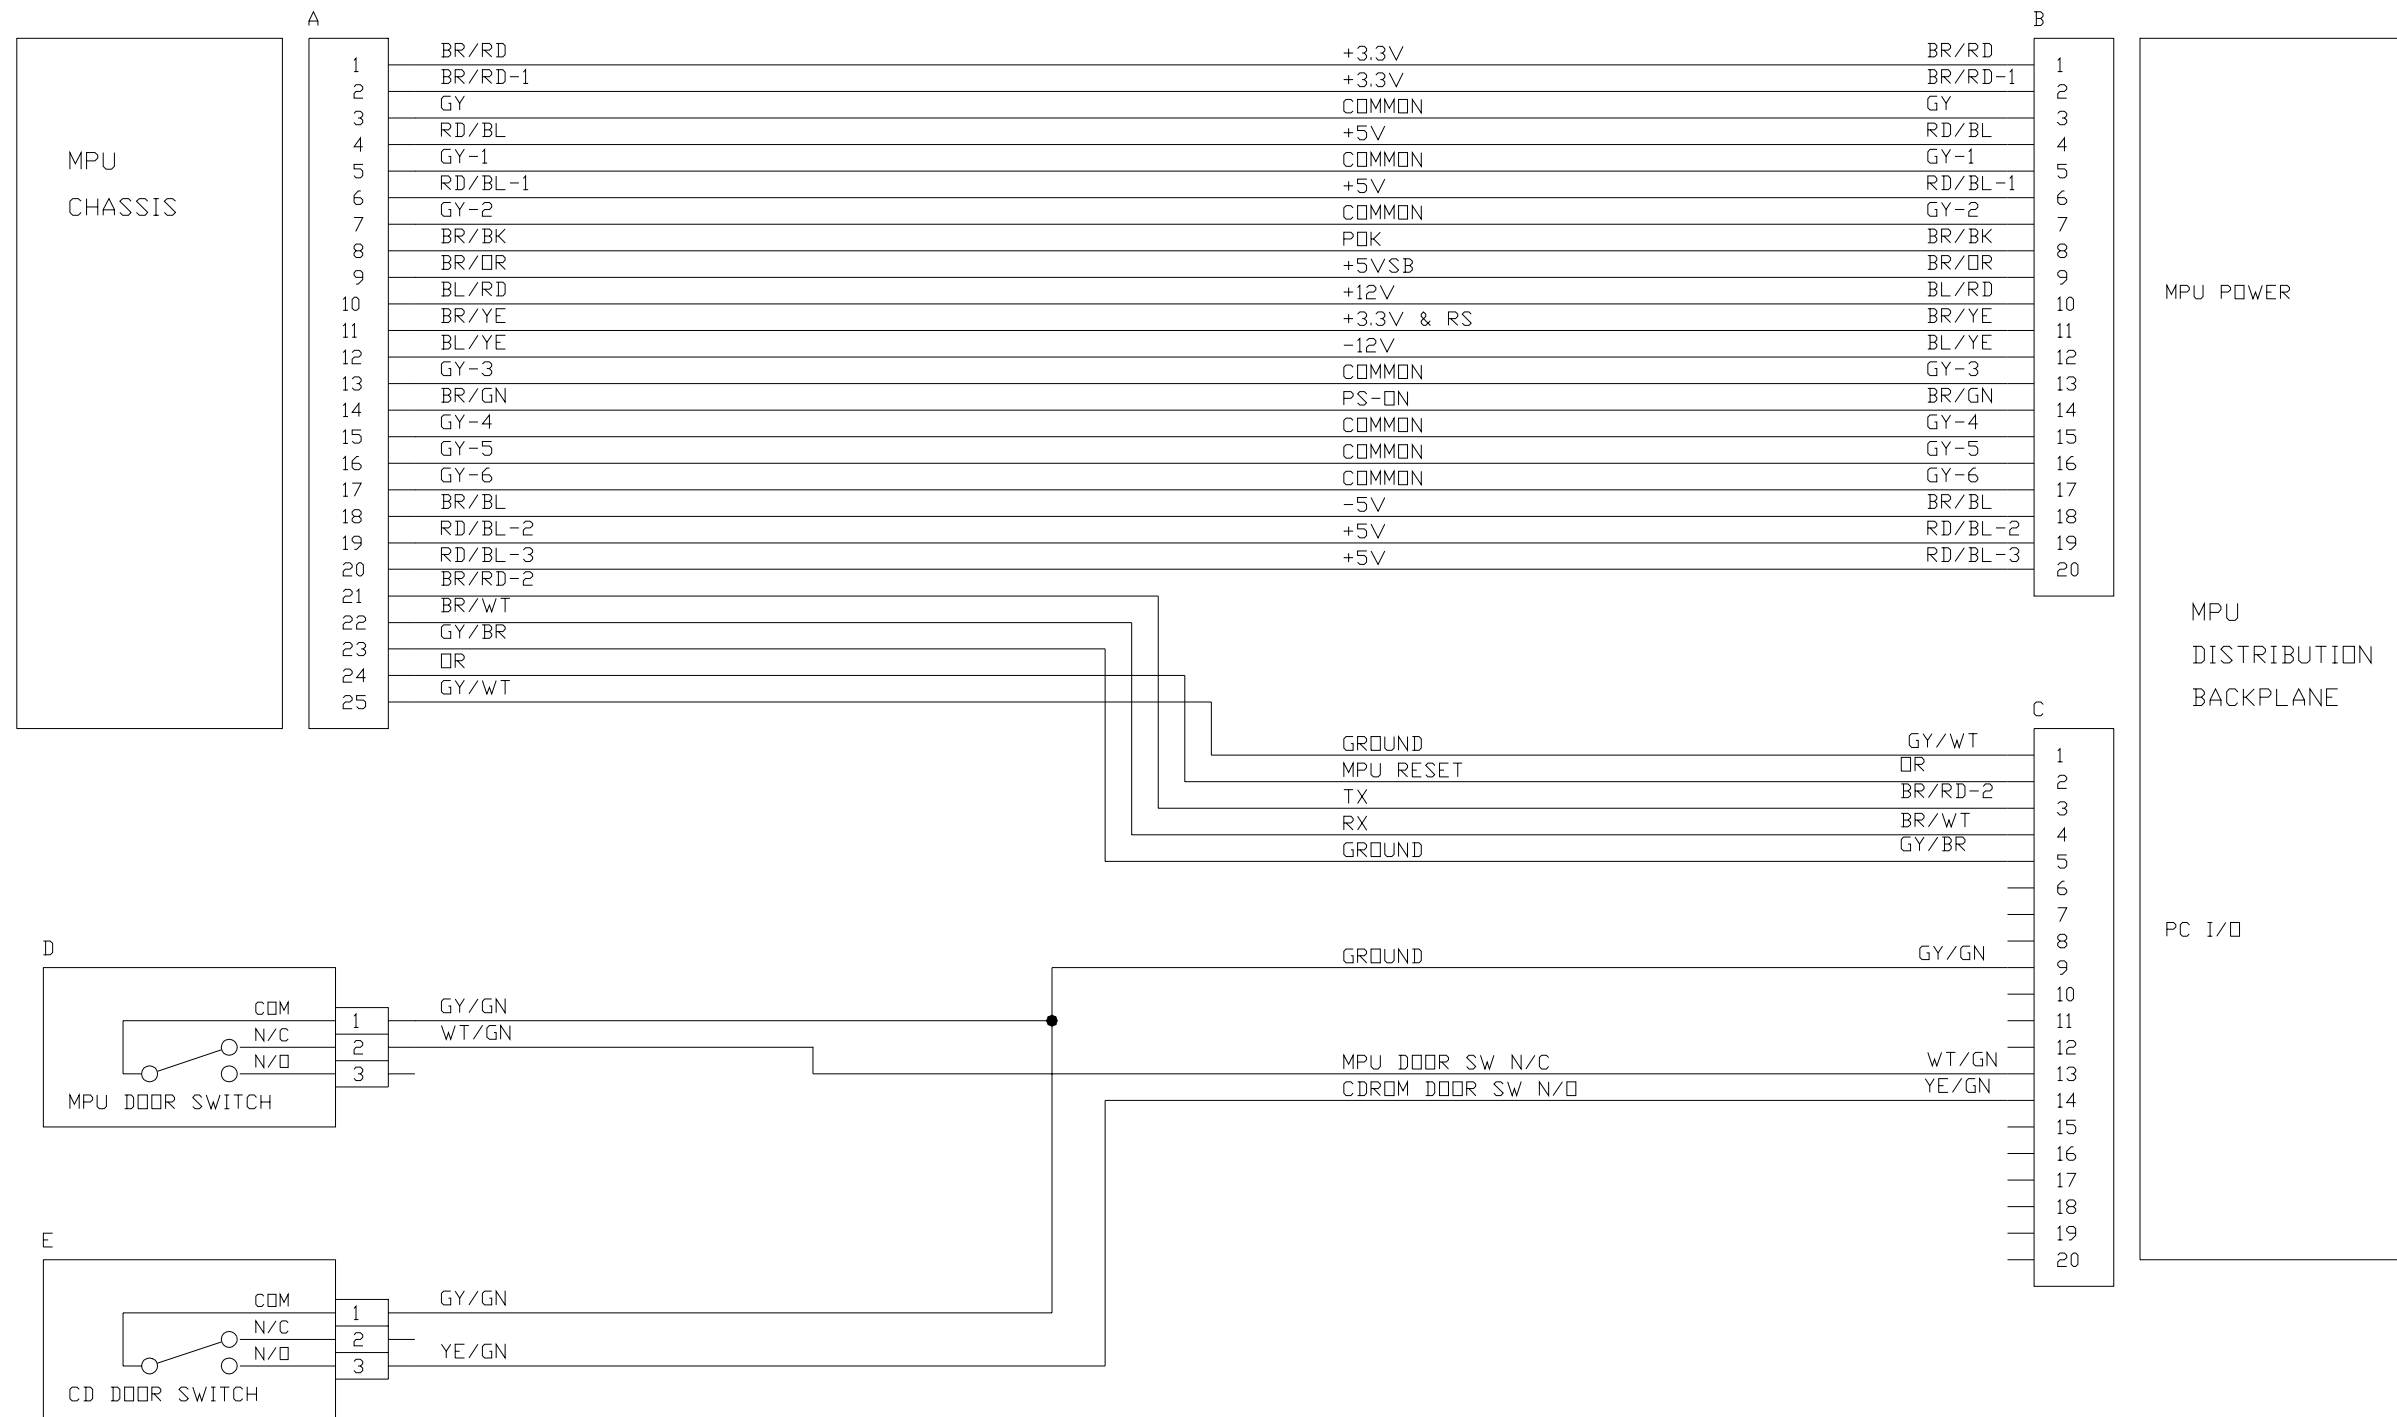 A
B
MPU
CHASSIS
1 BR/RD +3.3V BR/RD 1
2 BR/RD-1 +3.3V BR/RD-1 2
3 GY COMMON GY 3
4 RD/BL +5V RD/BL 4
5 GY-1 COMMON GY-1 5
6 RD/BL-1 +5V RD/BL-1 6
7 GY-2 COMMON GY-2 7
8 BR/BK POK BR/BK 8
9 BR/OR +5VSB BR/OR 9
10 BL/RD +12V BL/RD 10
11 BR/YE +3.3V & RS BR/YE 11
12 BL/YE -12V BL/YE 12
13 GY-3 COMMON GY-3 13
14 BR/GN PS-ON BR/GN 14
15 GY-4 COMMON GY-4 15
16 GY-5 COMMON GY-5 16
17 GY-6 COMMON GY-6 17
18 BR/BL -5V BR/BL 18
19 RD/BL-2 +5V RD/BL-2 19
20 RD/BL-3 +5V RD/BL-3 20
21 BR/RD-2
22 BR/WT
23 GY/BR
24 OR
25 GY/WT
MPU POWER
MPU
DISTRIBUTION
BACKPLANE
C
GROUND GY/WT 1
MPU RESET OR 2
TX BR/RD-2 3
RX BR/WT 4
GROUND GY/BR 5
6
7
8
GROUND GY/GN 9
10
11
12
MPU DOOR SW N/C WT/GN 13
CDROM DOOR SW N/O YE/GN 14
15
16
17
18
19
20
PC I/O
D
COM 1 GY/GN
N/C 2 WT/GN
N/O 3
MPU DOOR SWITCH
E
COM 1 GY/GN
N/C 2
N/O 3 YE/GN
CD DOOR SWITCH